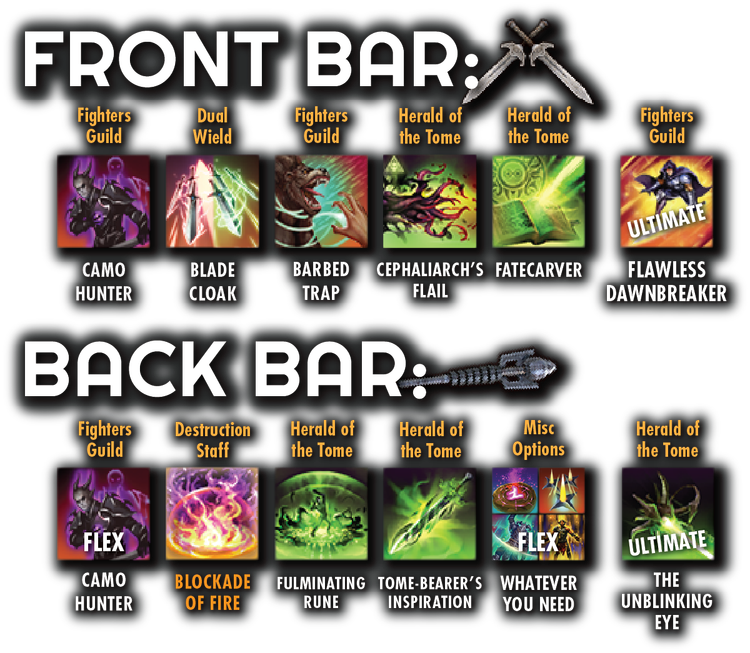 FRONT BAR:
Fighters Guild
Dual Wield
Fighters Guild
Herald of the Tome
Herald of the Tome
Fighters Guild
ULTIMATE
CAMO HUNTER
BLADE CLOAK
BARBED TRAP
CEPHALIARCH'S FLAIL
FATECARVER
FLAWLESS DAWNBREAKER
BACK BAR:
Fighters Guild
Destruction Staff
Herald of the Tome
Herald of the Tome
Misc Options
Herald of the Tome
FLEX
FLEX
ULTIMATE
CAMO HUNTER
BLOCKADE OF FIRE
FULMINATING RUNE
TOME-BEARER'S INSPIRATION
WHATEVER YOU NEED
THE UNBLINKING EYE